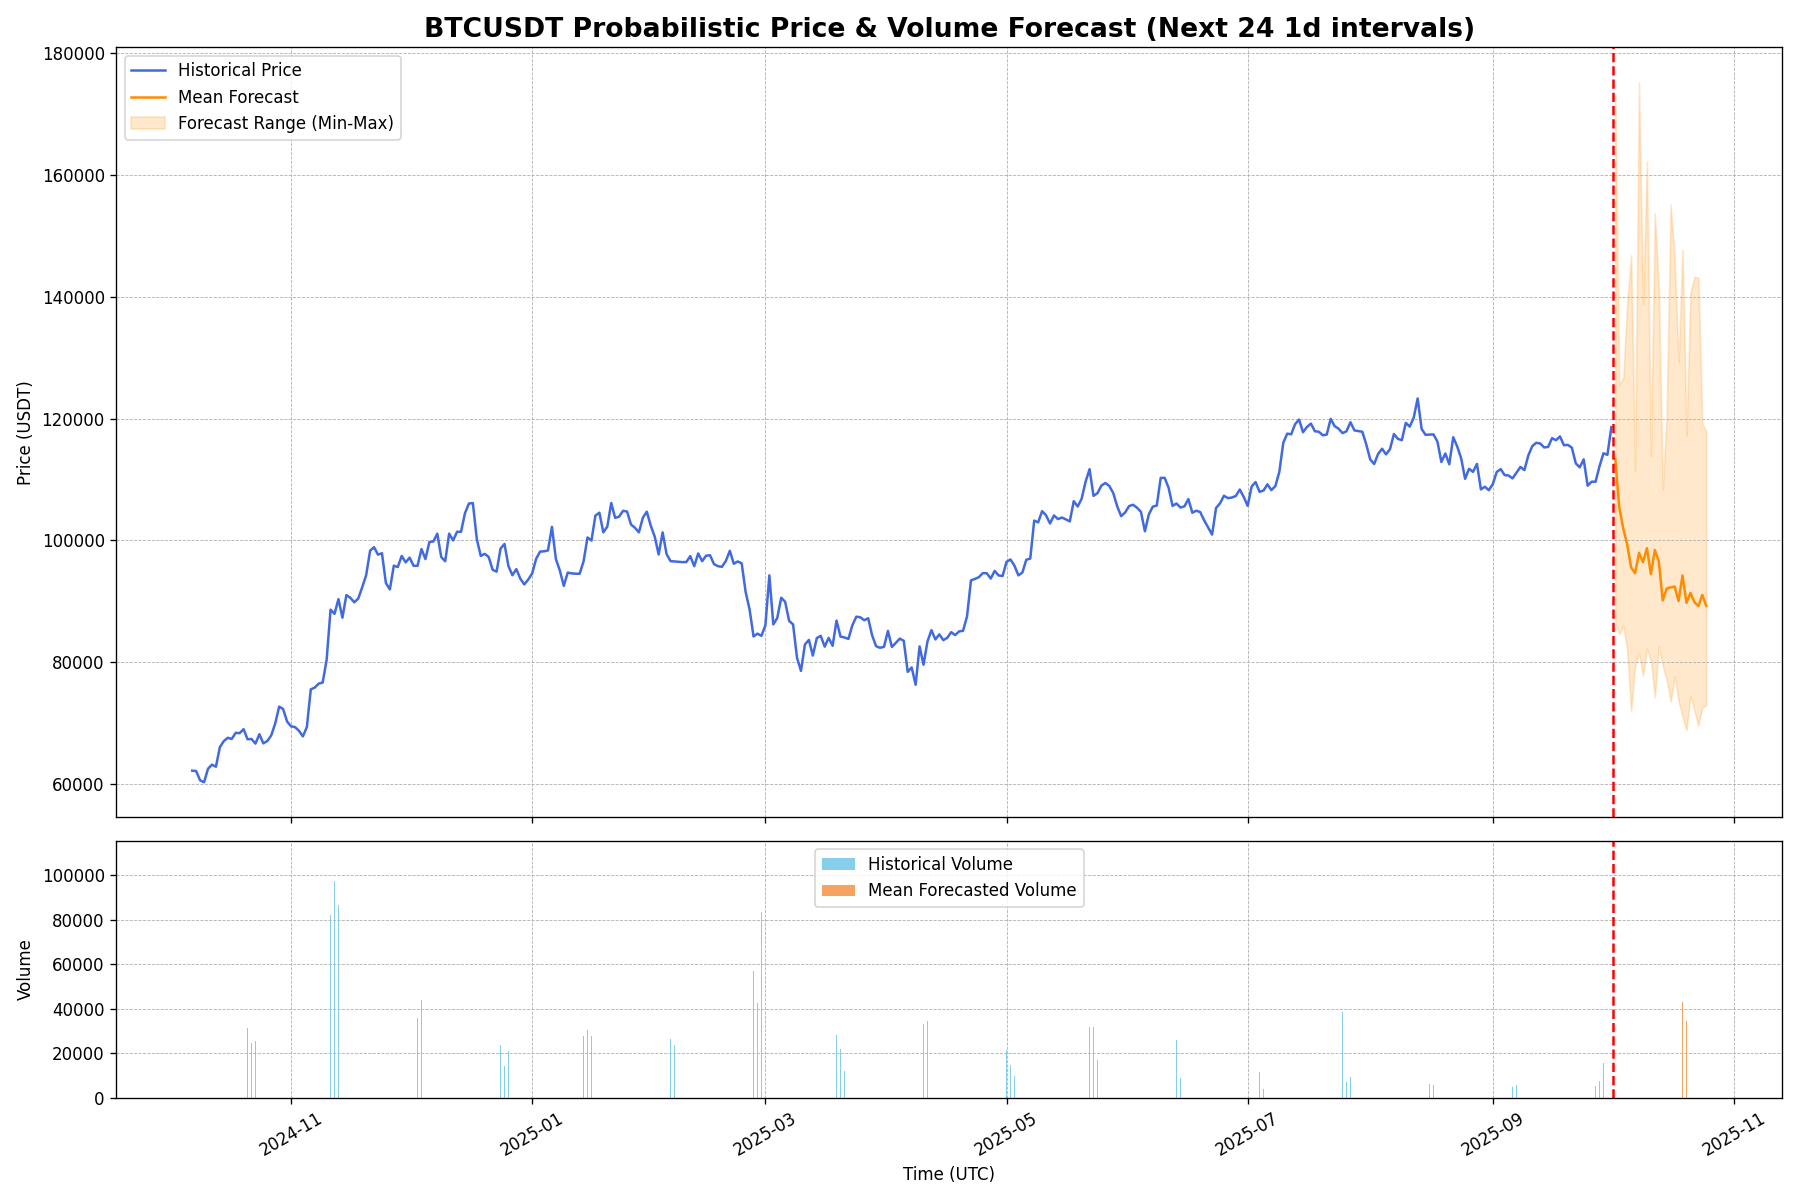 BTCUSDT Probabilistic Price & Volume Forecast (Next 24 1d intervals)
180000
160000
140000
120000
100000
80000
60000
Price (USDT)
Historical Price
Mean Forecast
Forecast Range (Min-Max)
100000
80000
60000
40000
20000
0
Volume
Historical Volume
Mean Forecasted Volume
2024-11
2025-01
2025-03
2025-05
2025-07
2025-09
2025-11
Time (UTC)